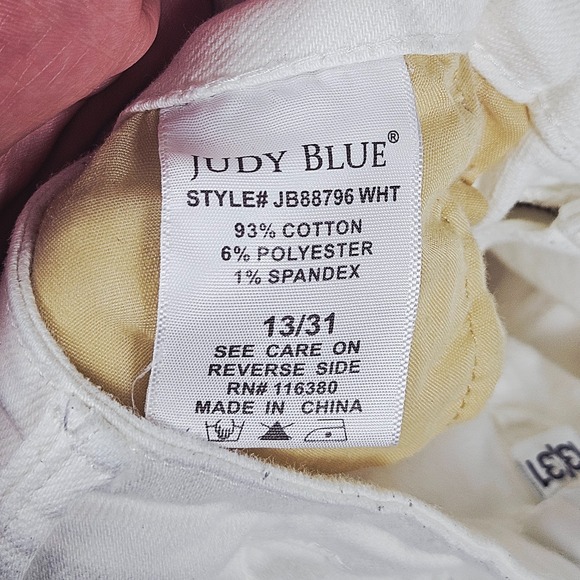 JUDY BLUE®
STYLE# JB88796 WHT
93% COTTON
6% POLYESTER
1% SPANDEX
13/31
SEE CARE ON
REVERSE SIDE
RN# 116380
MADE IN CHINA